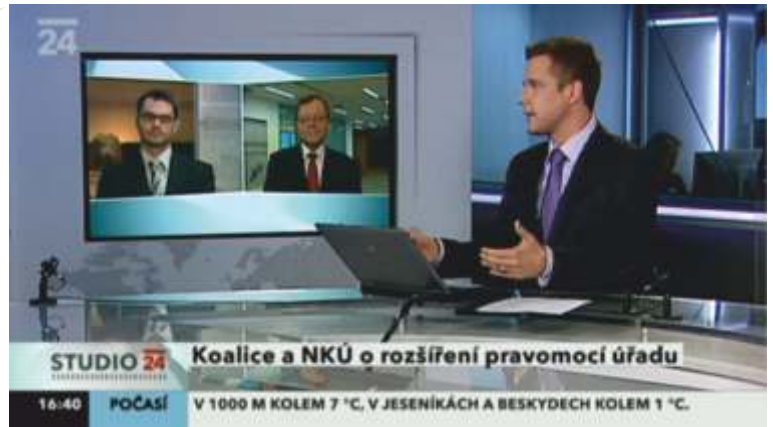 24
STUDIO 24
Koalice a NKÚ o rozšíření pravomocí úřadu
16:40 POČASÍ V 1000 M KOLEM 7 °C, V JESENÍKÁCH A BESKYDECH KOLEM 1 °C.